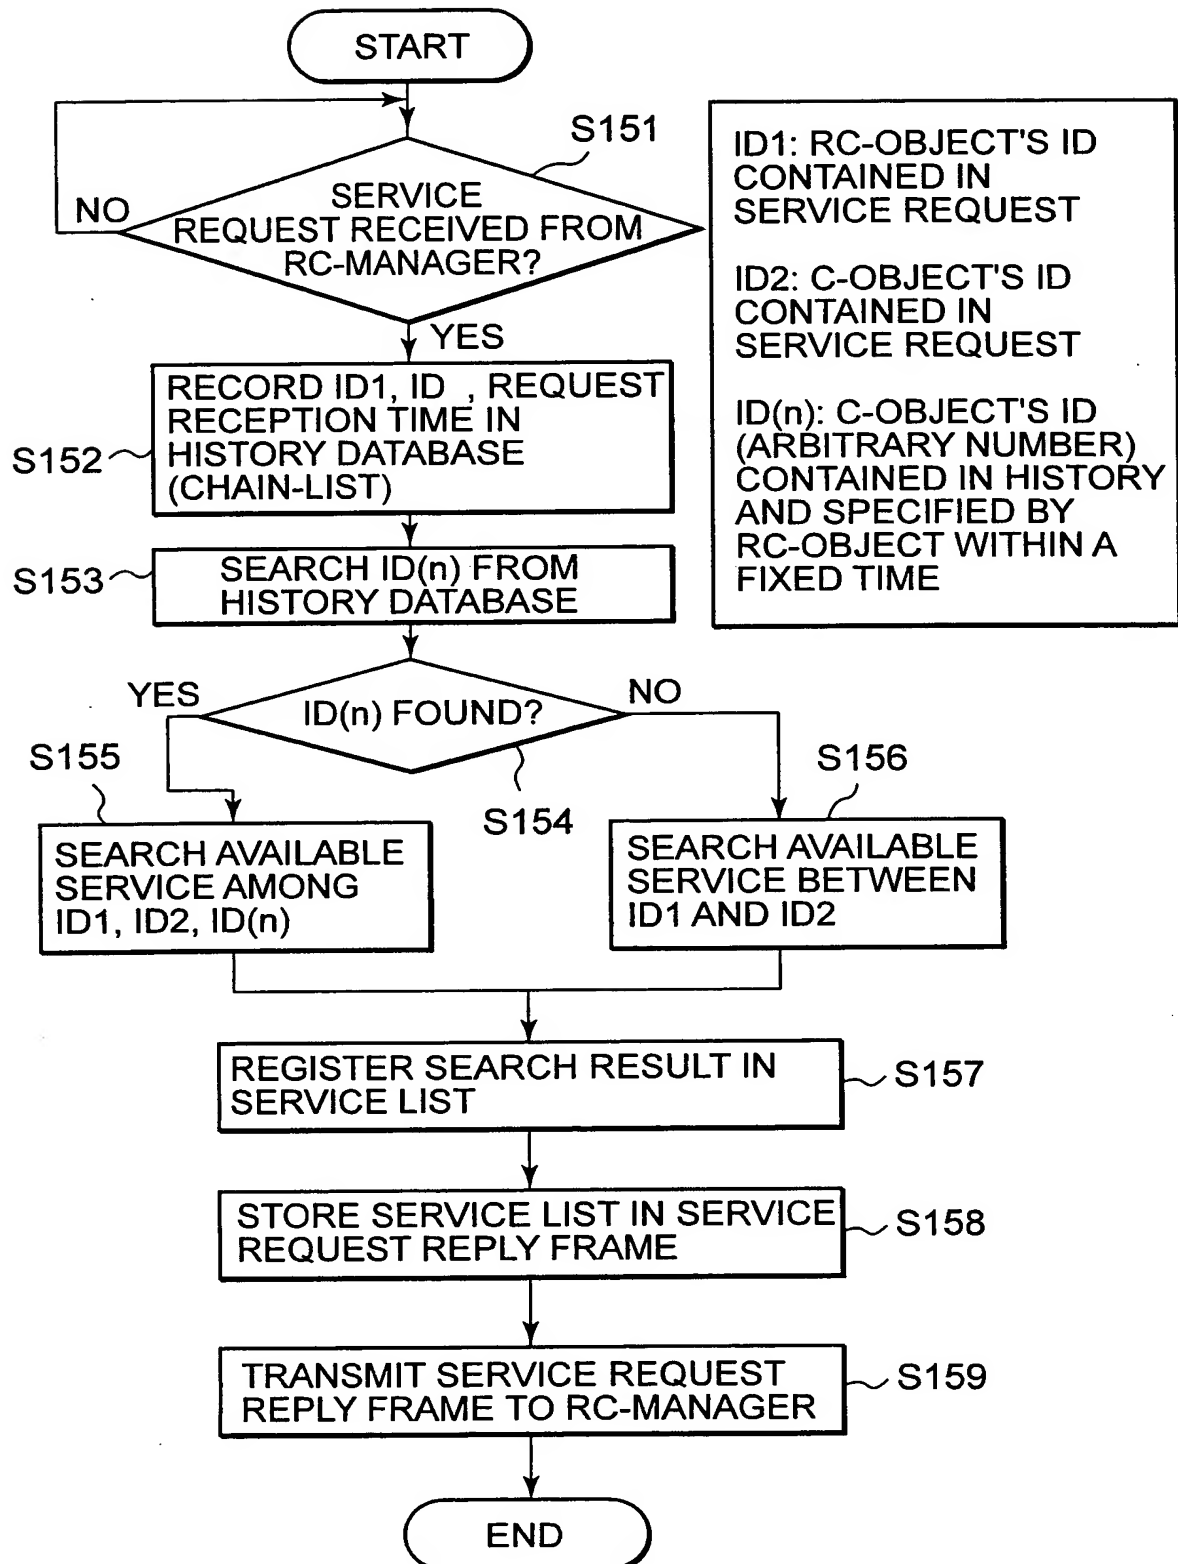 START
S151
SERVICE
REQUEST RECEIVED FROM
RC-MANAGER?
NO
YES
ID1: RC-OBJECT'S ID
CONTAINED IN
SERVICE REQUEST
ID2: C-OBJECT'S ID
CONTAINED IN
SERVICE REQUEST
ID(n): C-OBJECT'S ID
(ARBITRARY NUMBER)
CONTAINED IN HISTORY
AND SPECIFIED BY
RC-OBJECT WITHIN A
FIXED TIME
RECORD ID1, ID , REQUEST
RECEPTION TIME IN
HISTORY DATABASE
(CHAIN-LIST)
S152
SEARCH ID(n) FROM
HISTORY DATABASE
S153
ID(n) FOUND?
YES
NO
S154
S155
SEARCH AVAILABLE
SERVICE AMONG
ID1, ID2, ID(n)
S156
SEARCH AVAILABLE
SERVICE BETWEEN
ID1 AND ID2
REGISTER SEARCH RESULT IN
SERVICE LIST
S157
STORE SERVICE LIST IN SERVICE
REQUEST REPLY FRAME
S158
TRANSMIT SERVICE REQUEST
REPLY FRAME TO RC-MANAGER
S159
END